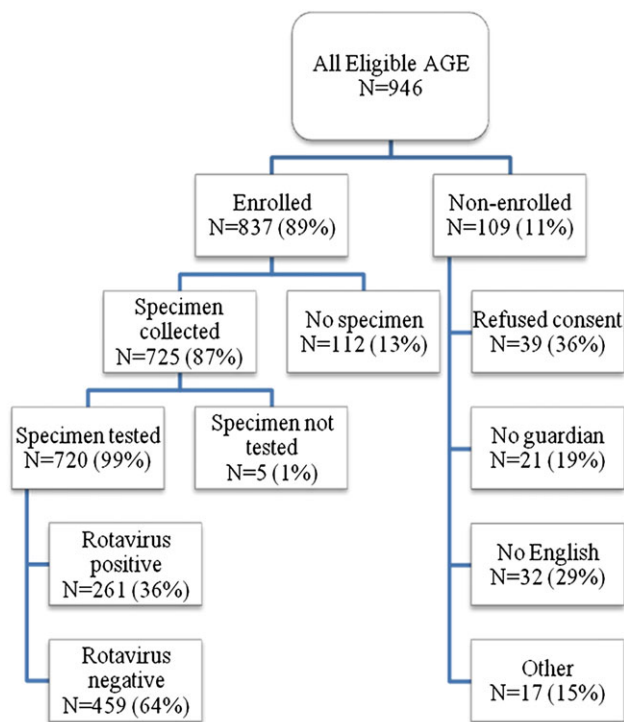 All Eligible AGE
N=946
Enrolled
N=837 (89%)
Non-enrolled
N=109 (11%)
Specimen
collected
N=725 (87%)
No specimen
N=112 (13%)
Refused consent
N=39 (36%)
Specimen tested
N=720 (99%)
Specimen not
tested
N=5 (1%)
No guardian
N=21 (19%)
Rotavirus
positive
N=261 (36%)
No English
N=32 (29%)
Rotavirus
negative
N=459 (64%)
Other
N=17 (15%)